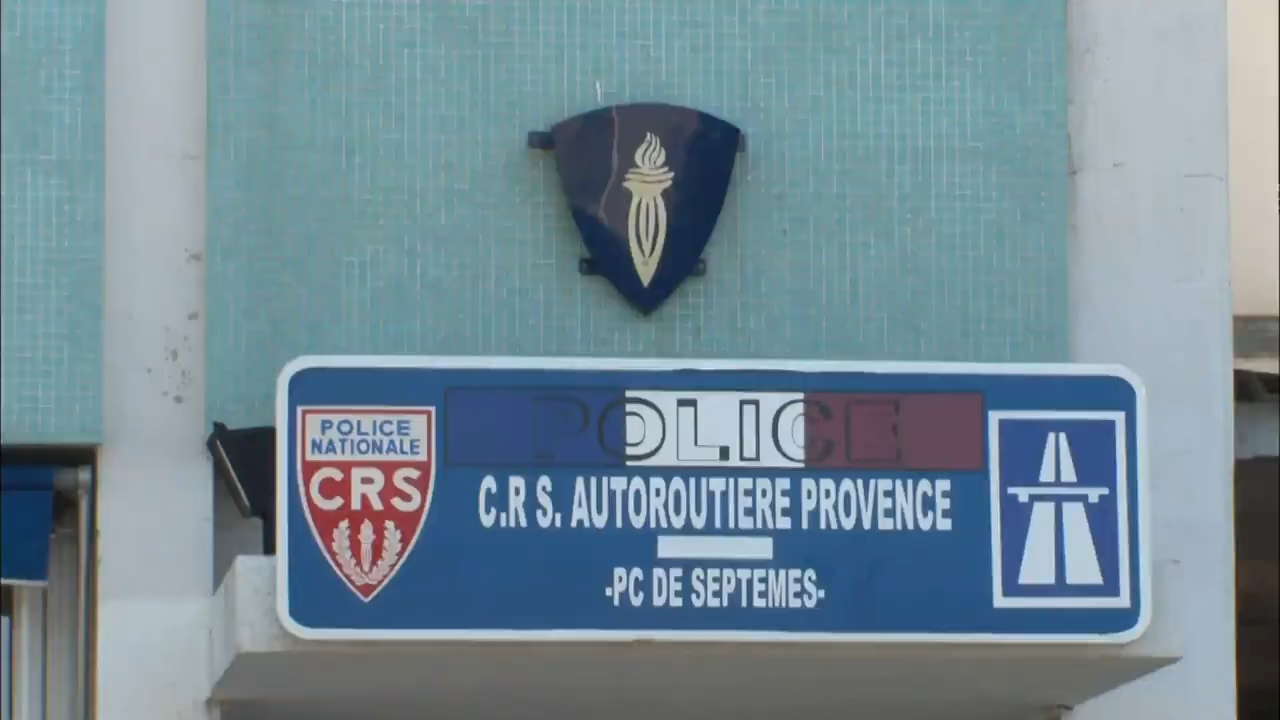 POLICE
NATIONALE
CRS
POLICE
C.R S. AUTOROUTIERE PROVENCE
-PC DE SEPTEMES-